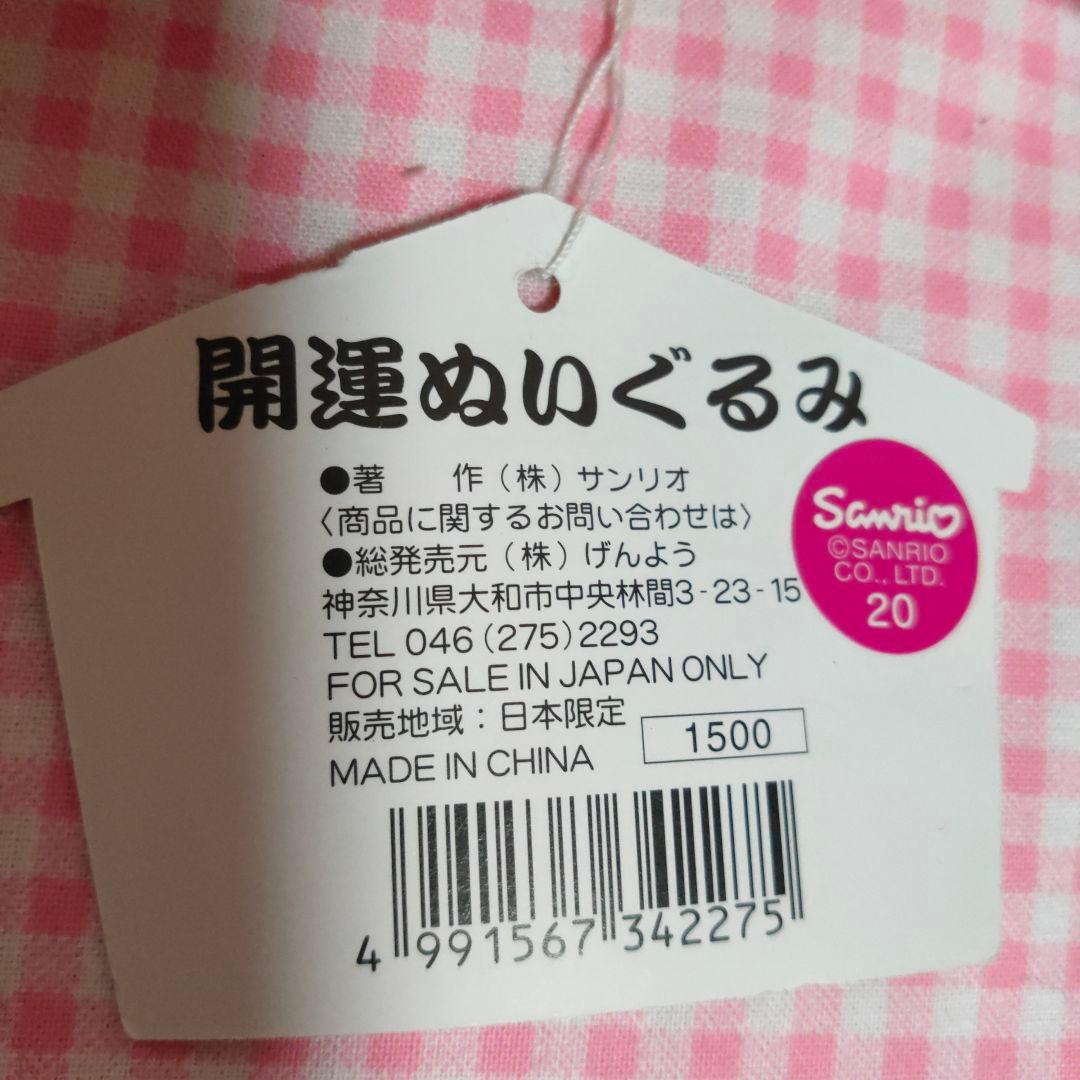 開運ぬいぐるみ
●著　作（株）サンリオ
〈商品に関するお問い合わせは〉
●総発売元（株）げんよう
神奈川県大和市中央林間3-23-15
TEL 046(275)2293
FOR SALE IN JAPAN ONLY
販売地域：日本限定
1500
MADE IN CHINA
4 991567 342275
Sanrio
©SANRIO
CO., LTD.
20